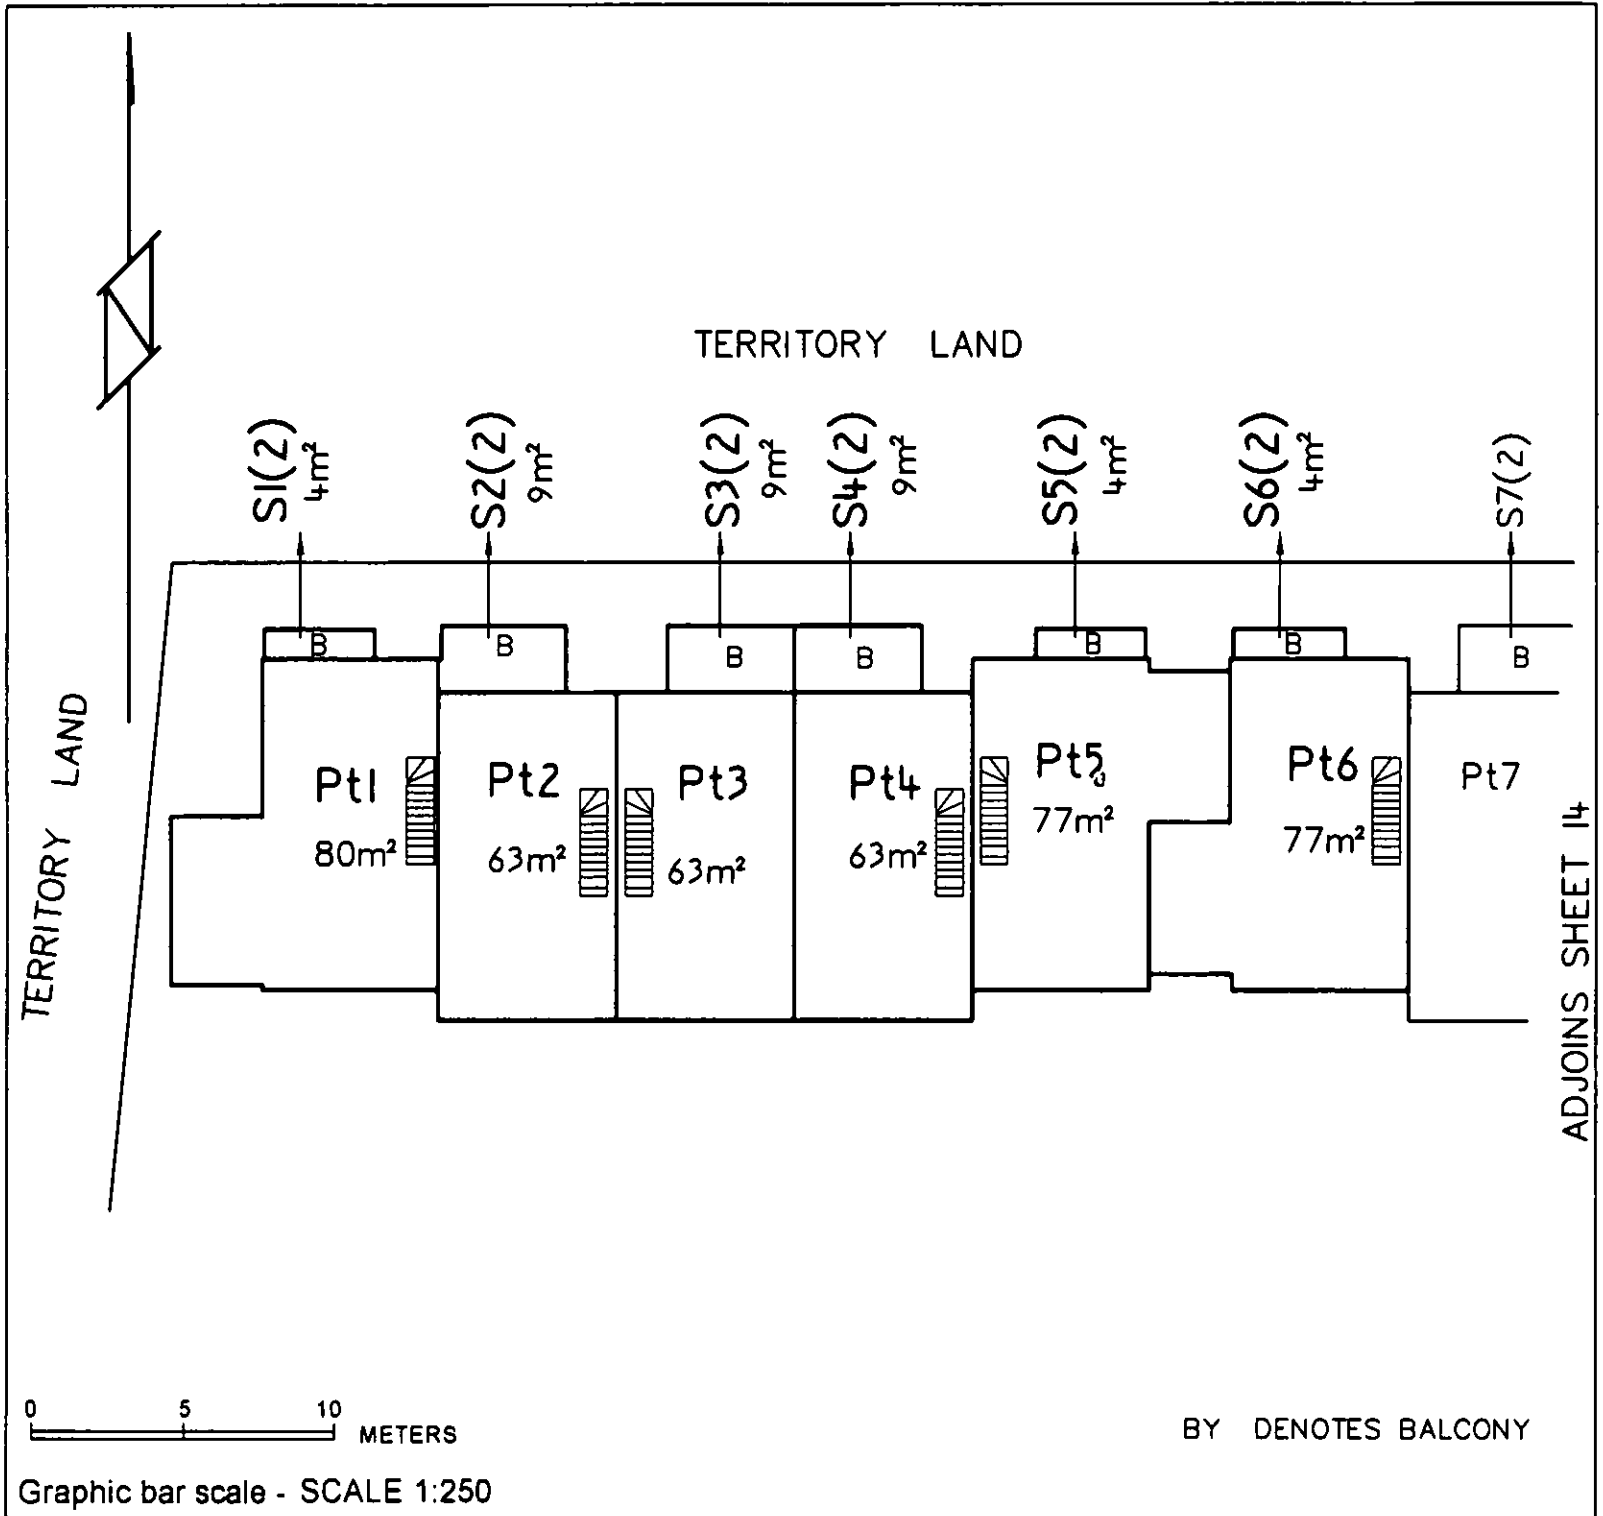 TERRITORY LAND
S1(2)
4m²
S2(2)
9m²
S3(2)
9m²
S4(2)
9m²
S5(2)
4m²
S6(2)
4m²
S7(2)
B
B
B
B
B
B
B
Pt1
80m²
Pt2
63m²
Pt3
63m²
Pt4
63m²
Pt5
77m²
Pt6
77m²
Pt7
TERRITORY LAND
ADJOINS SHEET 14
0 5 10
METERS
Graphic bar scale - SCALE 1:250
BY DENOTES BALCONY